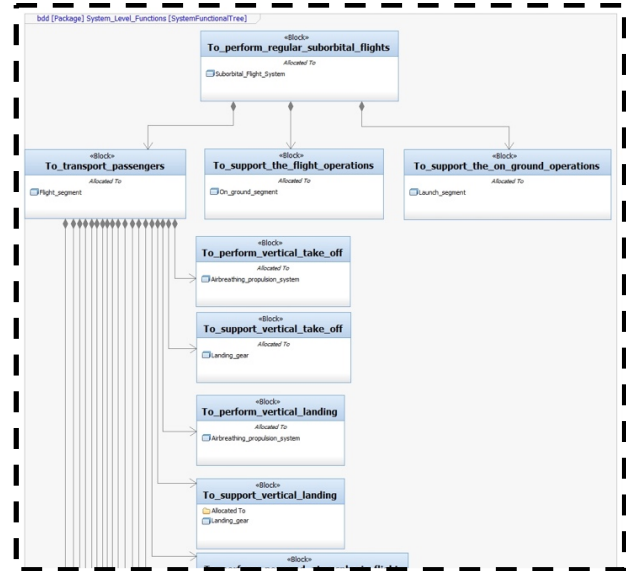 bdd [Package] System_Level_Functions [SystemFunctionalTree]
«Block»
To_perform_regular_suborbital_flights
Allocated To
Suborbital_Flight_System
«Block»
To_transport_passengers
Allocated To
Flight_segment
«Block»
To_support_the_flight_operations
Allocated To
On_ground_segment
«Block»
To_support_the_on_ground_operations
Allocated To
Launch_segment
«Block»
To_perform_vertical_take_off
Allocated To
Airbreathing_propulsion_system
«Block»
To_support_vertical_take_off
Allocated To
Landing_gear
«Block»
To_perform_vertical_landing
Allocated To
Airbreathing_propulsion_system
«Block»
To_support_vertical_landing
Allocated To
Landing_gear
«Block»